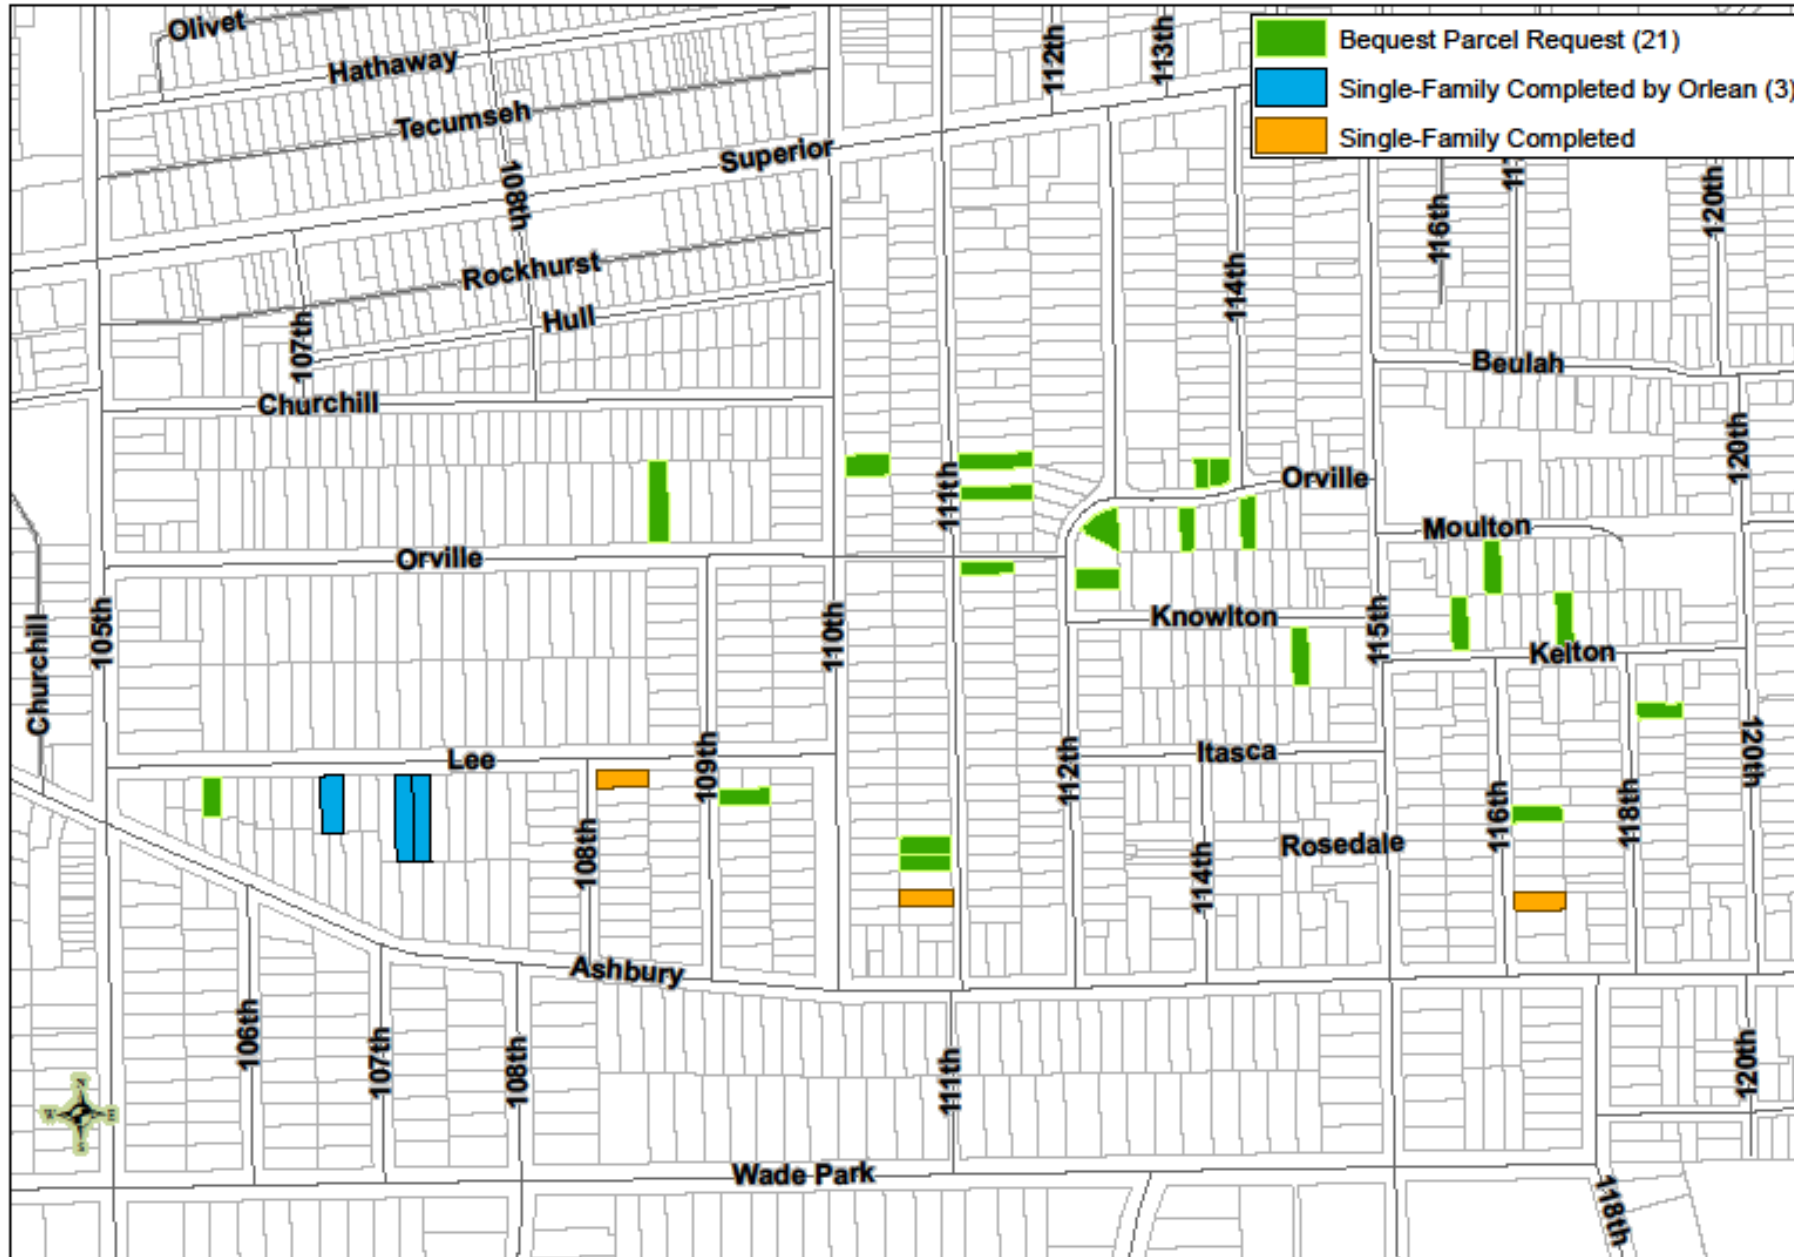 Olivet
Hathaway
Tecumseh
Superior
108th
112th
113th
Bequest Parcel Request (21)
Single-Family Completed by Orlean (3)
Single-Family Completed
116th
120th
Rockhurst
Hull
107th
114th
Churchill
Beulah
120th
111th
Orville
Moulton
Orville
Churchill
105th
110th
Knowlton
115th
Kelton
Lee
109th
112th
Itasca
120th
108th
114th
Rosedale
116th
118th
Ashbury
106th
107th
108th
111th
120th
N
W
E
S
Wade Park
118th